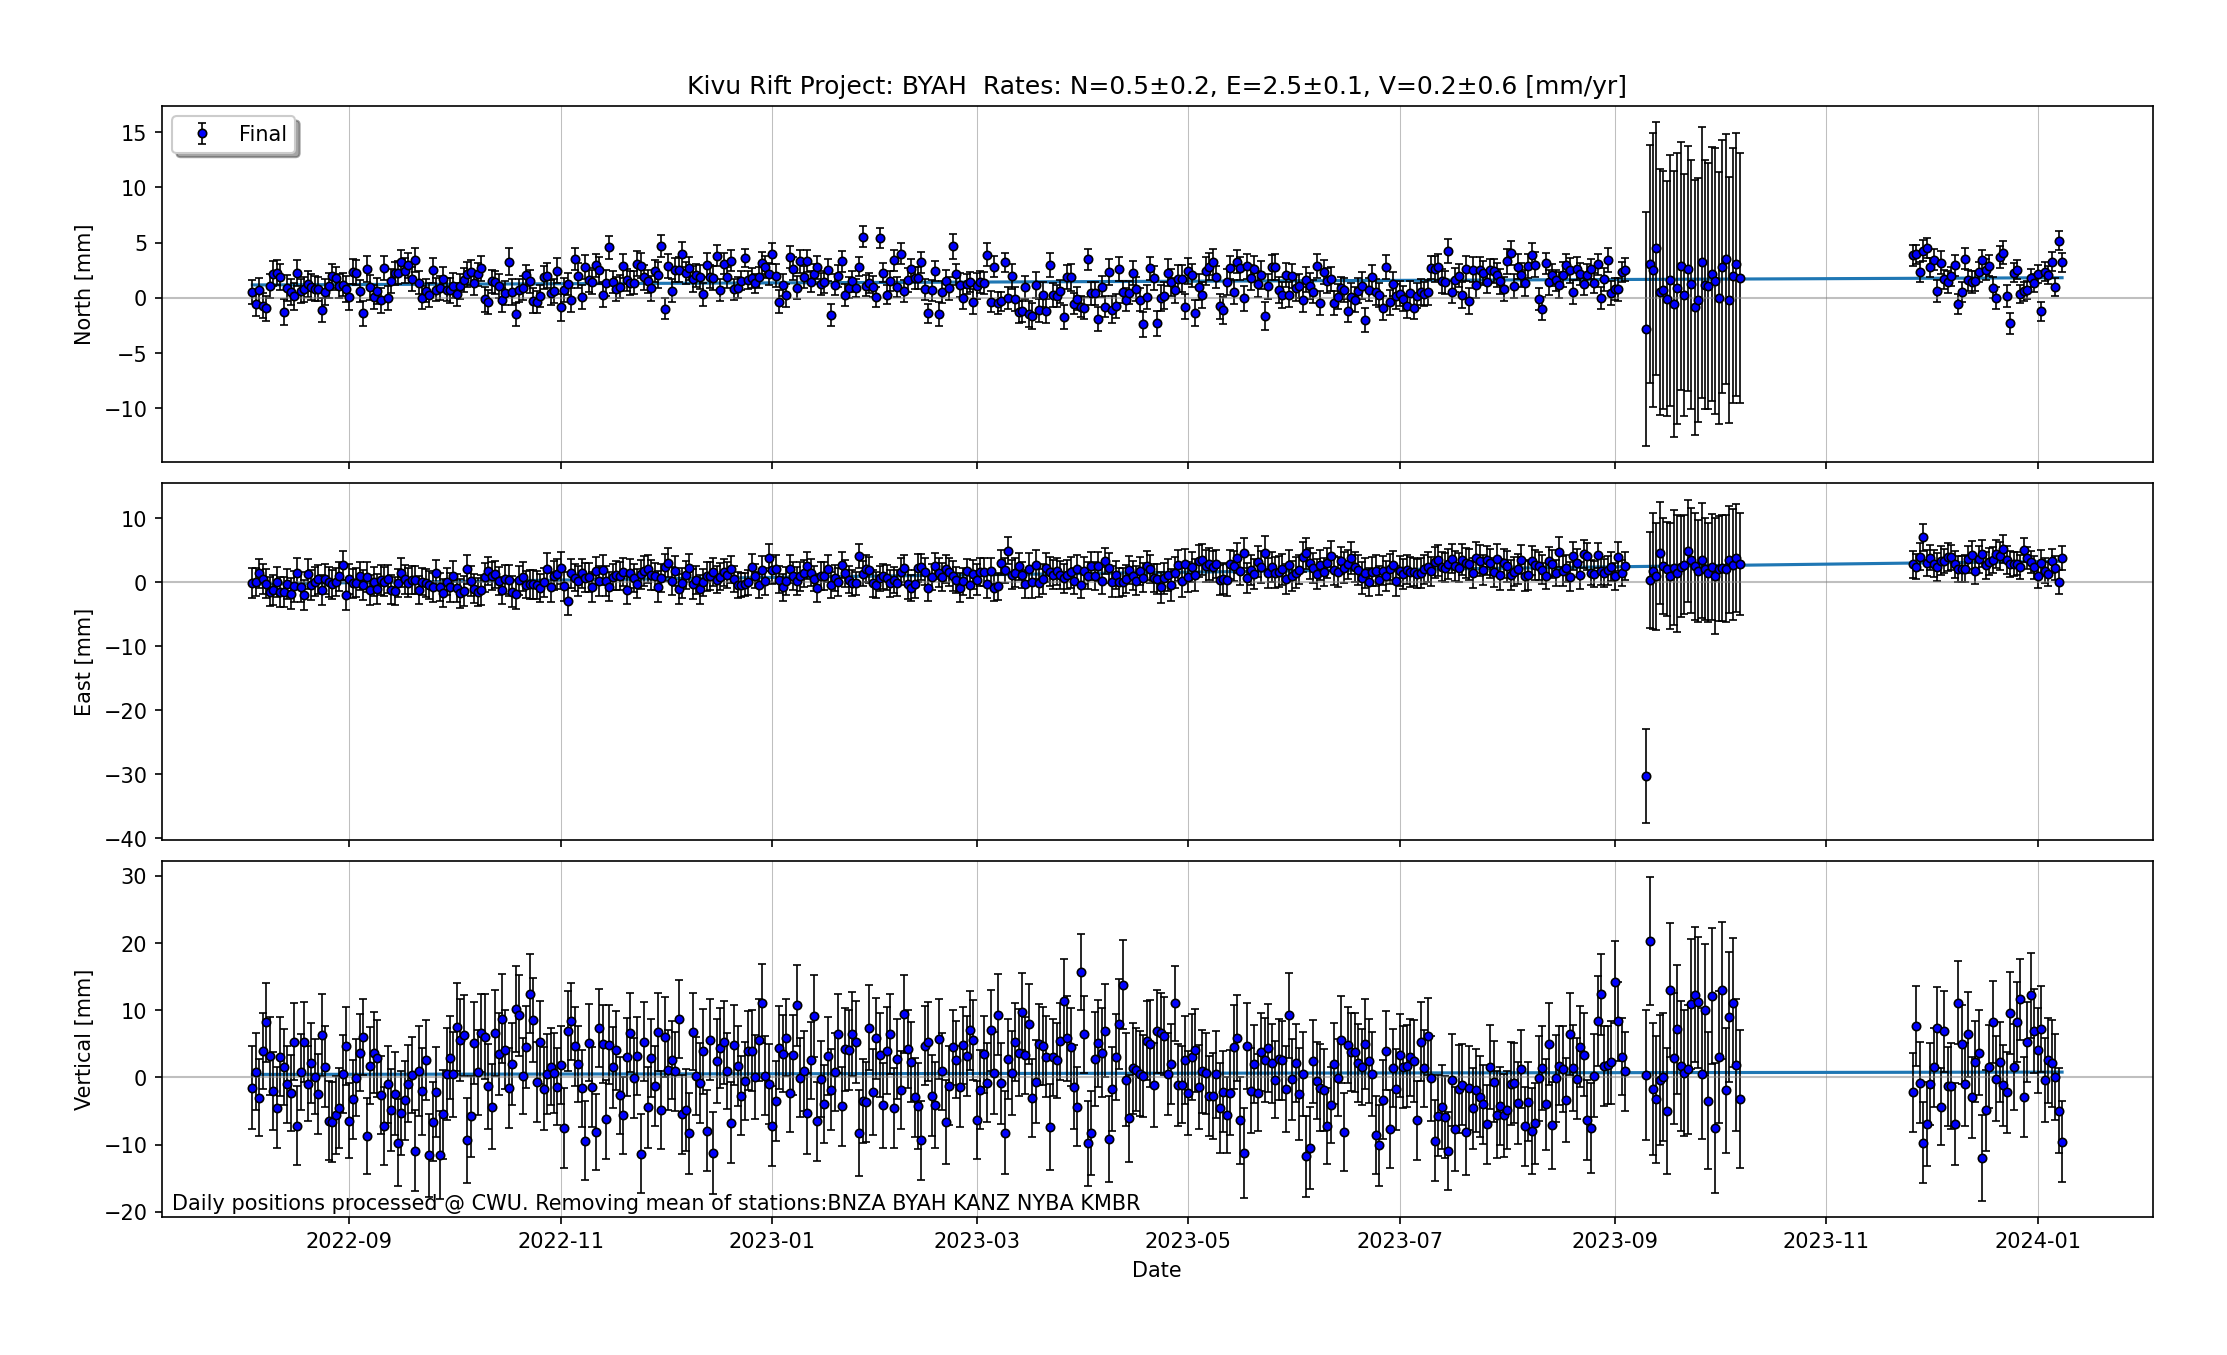 Kivu Rift Project: BYAH  Rates: N=0.5±0.2, E=2.5±0.1, V=0.2±0.6 [mm/yr]
Final
North [mm]
15
10
5
0
−5
−10
East [mm]
10
0
−10
−20
−30
−40
Vertical [mm]
30
20
10
0
−10
−20
Daily positions processed @ CWU. Removing mean of stations:BNZA BYAH KANZ NYBA KMBR
2022-09 2022-11 2023-01 2023-03 2023-05 2023-07 2023-09 2023-11 2024-01
Date